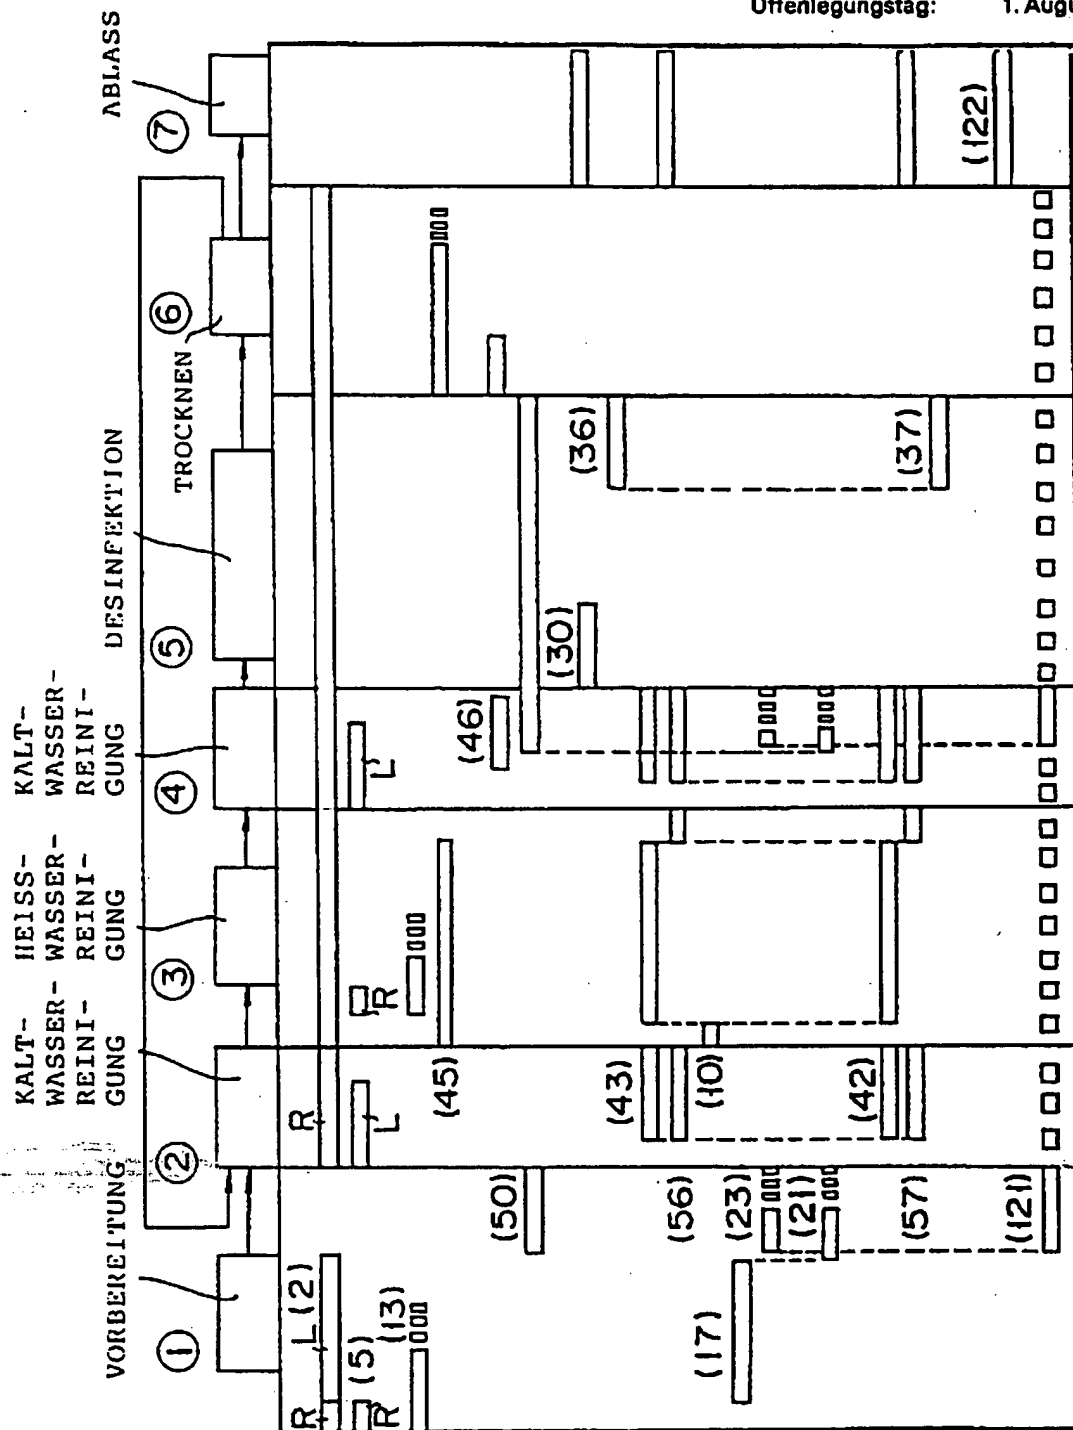 Offenlegungstag: 1. Augu
VORBEREITUNG
①
KALT-
WASSER-
REINI-
GUNG
②
HEISS-
WASSER-
REINI-
GUNG
③
KALT-
WASSER-
REINI-
GUNG
④
DESINFEKTION
⑤
TROCKNEN
⑥
ABLASS
⑦
R
L(2)
(5)
R
(13)
(17)
(50)
(56)
(23)
(21)
(57)
(121)
R
L
(45)
(43)
(10)
(42)
R
L
(46)
(30)
(36)
(37)
(122)